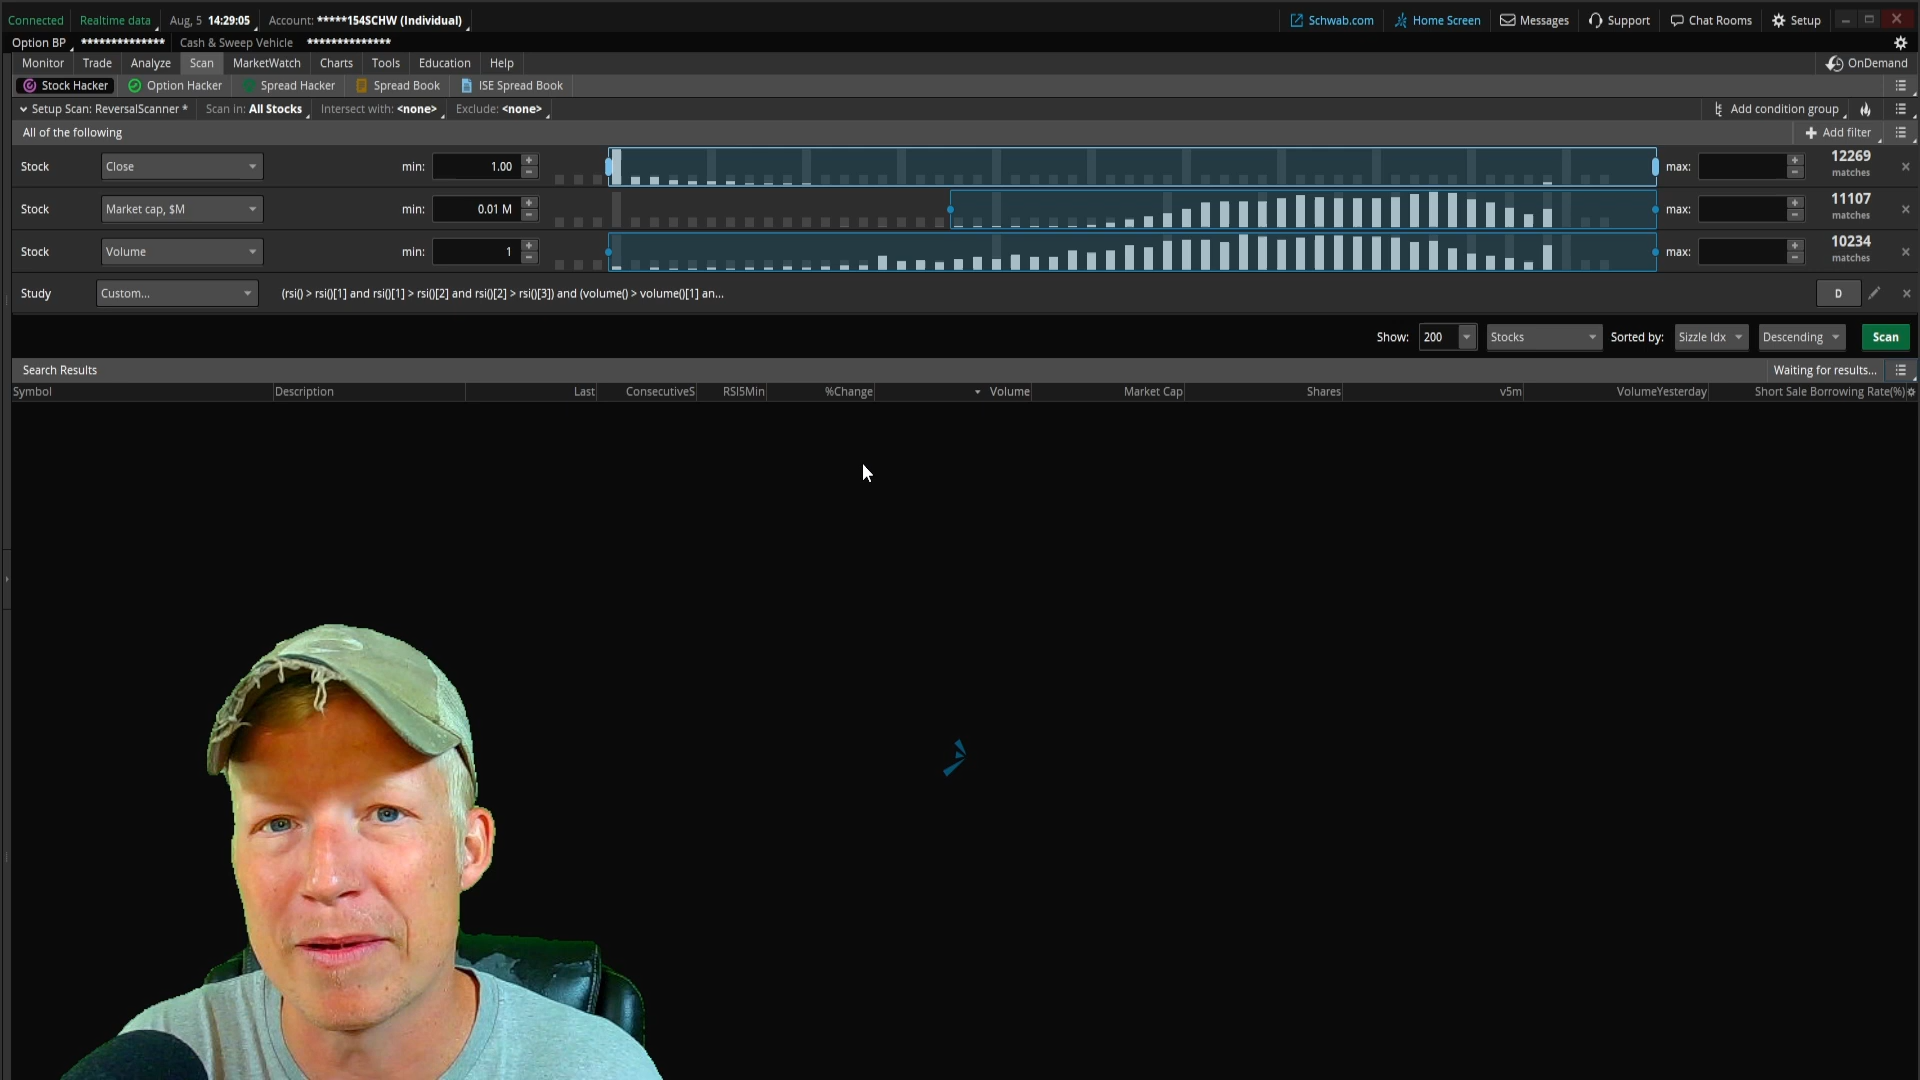 Connected Realtime data Aug, 5 14:29:05 Account: *****154SCHW (Individual) Schwab.com Home Screen Messages Support Chat Rooms Setup
Option BP ************** Cash & Sweep Vehicle **************
Monitor Trade Analyze Scan MarketWatch Charts Tools Education Help OnDemand
Stock Hacker Option Hacker Spread Hacker Spread Book ISE Spread Book
Setup Scan: ReversalScanner * Scan in: All Stocks Intersect with: <none> Exclude: <none> Add condition group
All of the following Add filter
Stock Close min: 1.00 max: 12269 matches
Stock Market cap, $M min: 0.01 M max: 11107 matches
Stock Volume min: 1 max: 10234 matches
Study Custom... (rsi() > rsi()[1] and rsi()[1] > rsi()[2] and rsi()[2] > rsi()[3]) and (volume() > volume()[1] an... D
Show: 200 Stocks Sorted by: Sizzle Idx Descending Scan
Search Results Waiting for results...
Symbol Description Last ConsecutiveS RSI5Min %Change Volume Market Cap Shares v5m VolumeYesterday Short Sale Borrowing Rate(%)